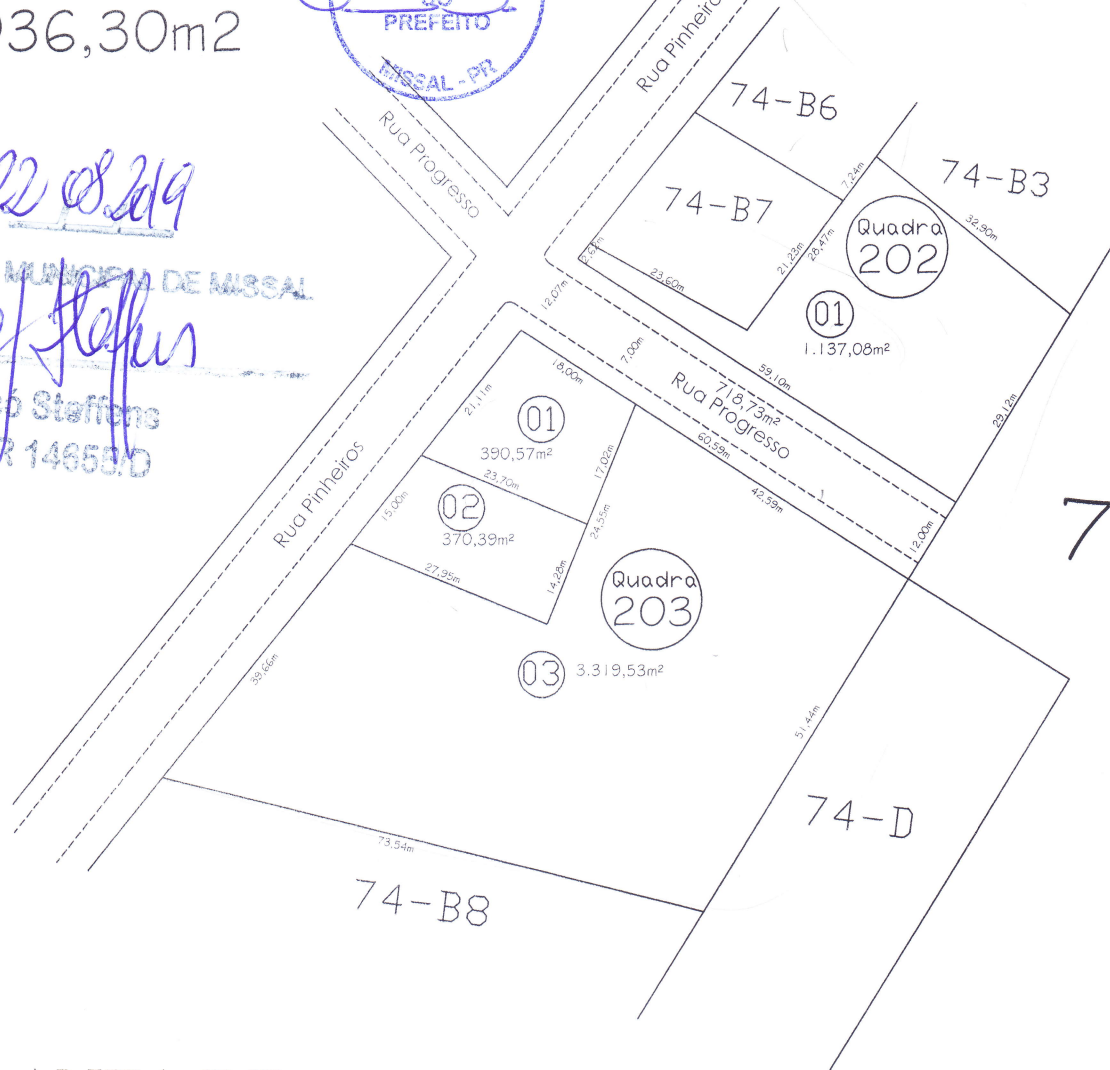 936,30m2
PREFEITO
MISSAL - PR
22 08 2019
MUNICIPAL DE MISSAL
Steffens
PR 14655/D
Rua Pinheiros
Rua Progresso
74-B6
74-B7
74-B3
7,24m
32,90m
Quadra
202
21,23m
28,47m
2,62m
23,60m
12,07m
01
1.137,08m²
7,00m
59,10m
718,73m²
Rua Progresso
60,59m
42,59m
29,12m
12,00m
18,00m
21,11m
01
390,57m²
23,70m
17,02m
24,55m
Rua Pinheiros
15,00m
02
370,39m²
27,95m
14,28m
Quadra
203
03
3.319,53m²
39,66m
51,44m
73,54m
74-D
74-B8
7